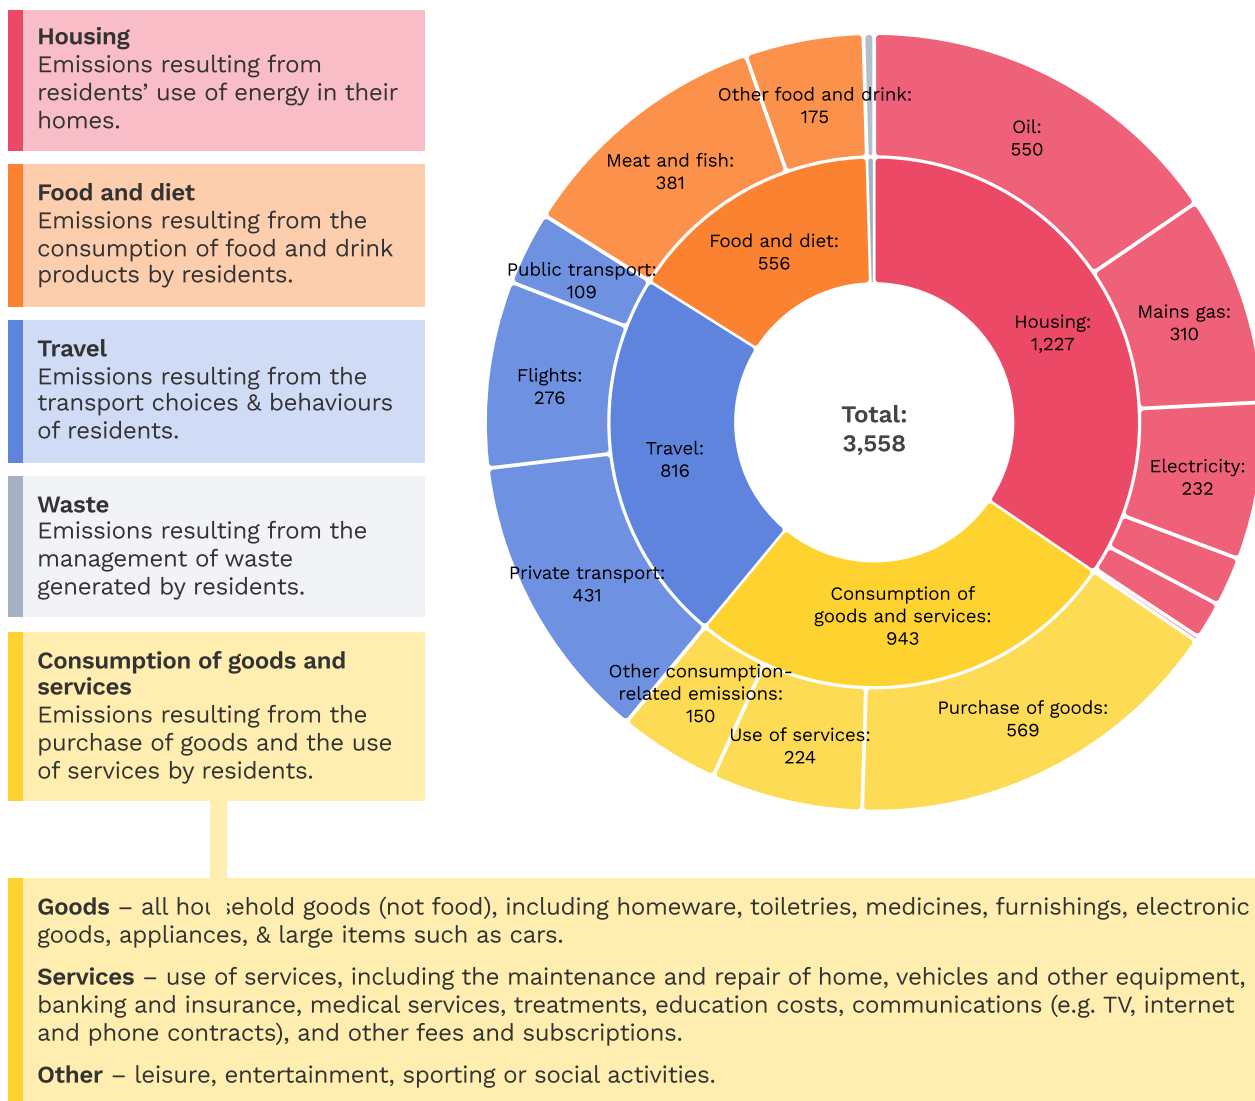 Housing
Emissions resulting from
residents’ use of energy in their
homes.
Food and diet
Emissions resulting from the
consumption of food and drink
products by residents.
Travel
Emissions resulting from the
transport choices & behaviours
of residents.
Waste
Emissions resulting from the
management of waste
generated by residents.
Consumption of goods and
services
Emissions resulting from the
purchase of goods and the use
of services by residents.
Other food and drink:
175
Oil:
550
Meat and fish:
381
Food and diet:
556
Public transport:
109
Housing:
1,227
Mains gas:
310
Flights:
276
Total:
3,558
Travel:
816
Electricity:
232
Private transport:
431
Consumption of
goods and services:
943
Other consumption-
related emissions:
150
Use of services:
224
Purchase of goods:
569
Goods – all household goods (not food), including homeware, toiletries, medicines, furnishings, electronic
goods, appliances, & large items such as cars.
Services – use of services, including the maintenance and repair of home, vehicles and other equipment,
banking and insurance, medical services, treatments, education costs, communications (e.g. TV, internet
and phone contracts), and other fees and subscriptions.
Other – leisure, entertainment, sporting or social activities.